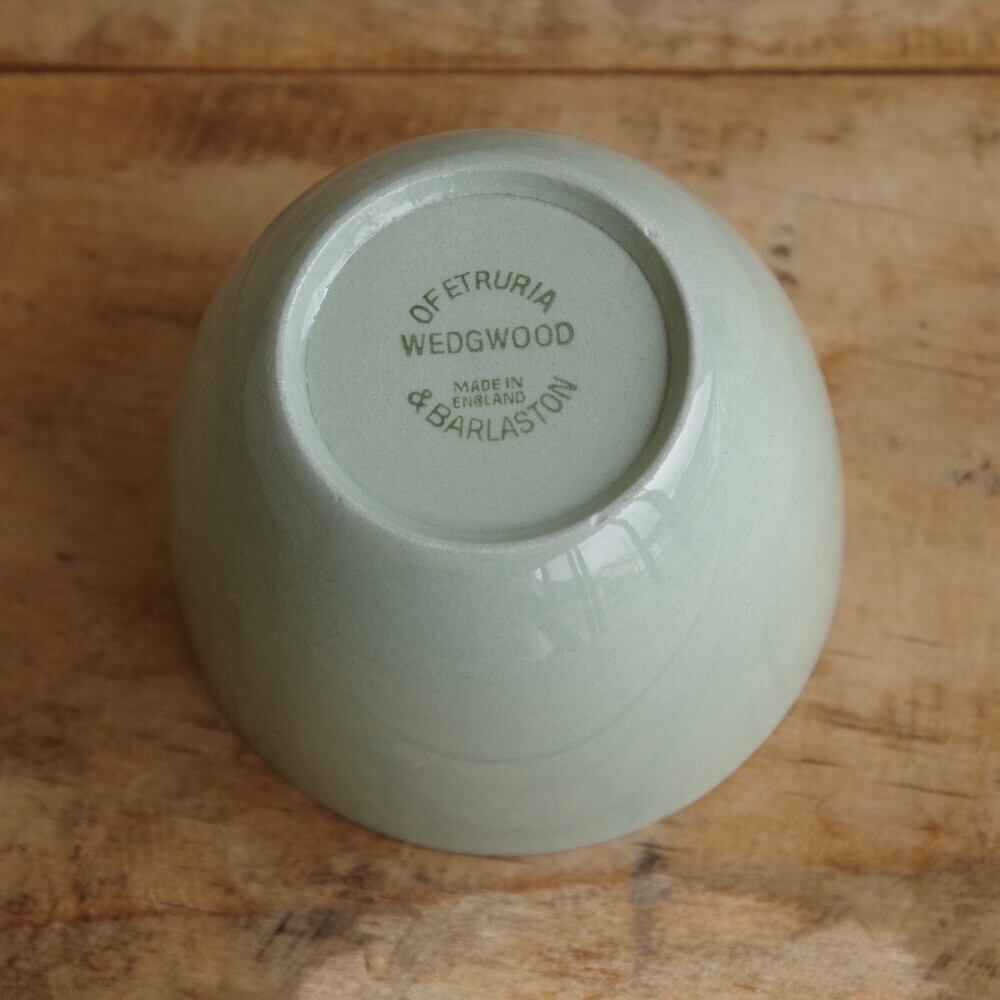 OF ETRURIA
WEDGWOOD
MADE IN
ENGLAND
& BARLASTON